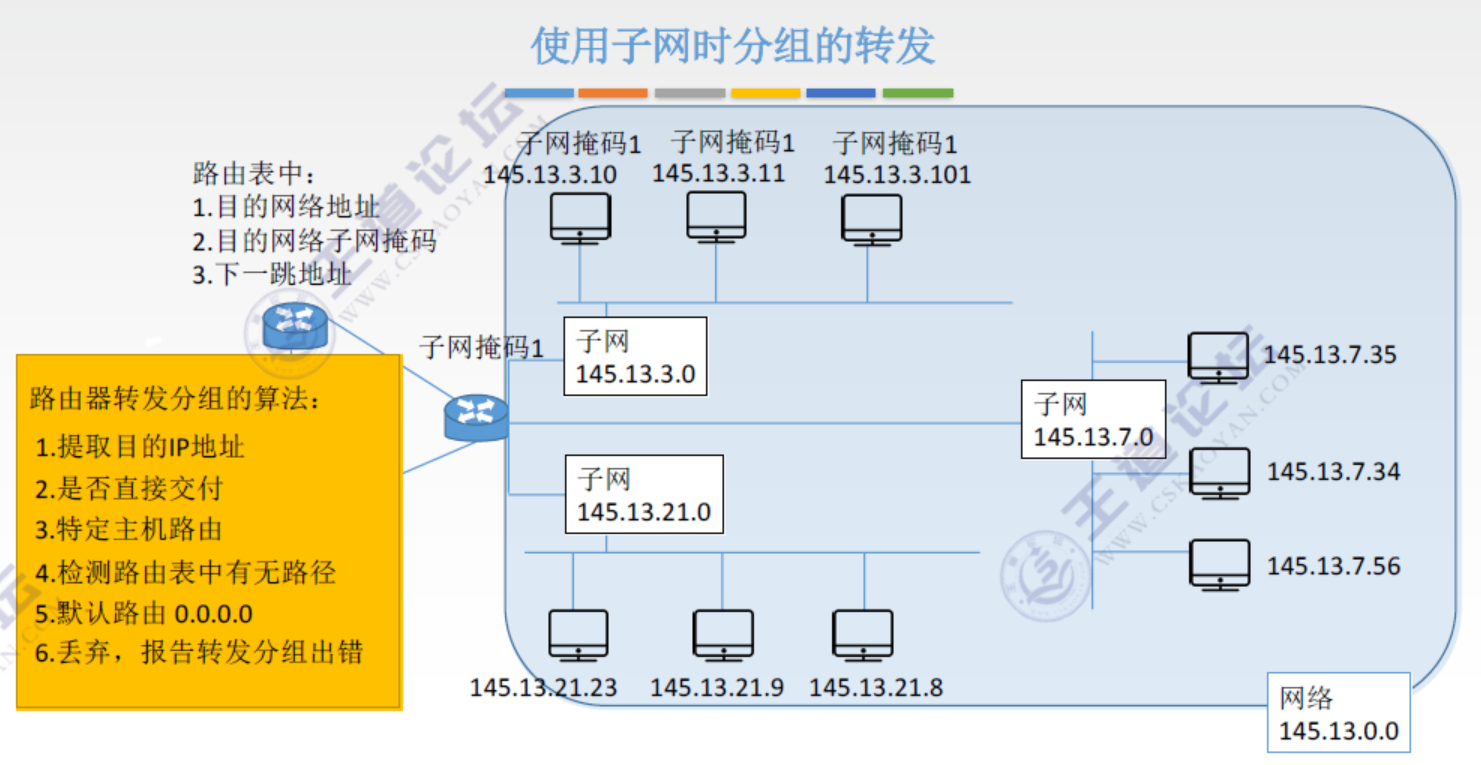 使用子网时分组的转发
路由表中：
1.目的网络地址
2.目的网络子网掩码
3.下一跳地址
子网掩码1
145.13.3.10
子网掩码1
145.13.3.11
子网掩码1
145.13.3.101
子网掩码1
子网
145.13.3.0
子网
145.13.7.0
145.13.7.35
145.13.7.34
145.13.7.56
子网
145.13.21.0
145.13.21.23
145.13.21.9
145.13.21.8
路由器转发分组的算法：
1.提取目的IP地址
2.是否直接交付
3.特定主机路由
4.检测路由表中有无路径
5.默认路由 0.0.0.0
6.丢弃，报告转发分组出错
网络
145.13.0.0
王道论坛
WWW.CSKAOYAN.COM
王道论坛
WWW.CSKAOYAN.COM